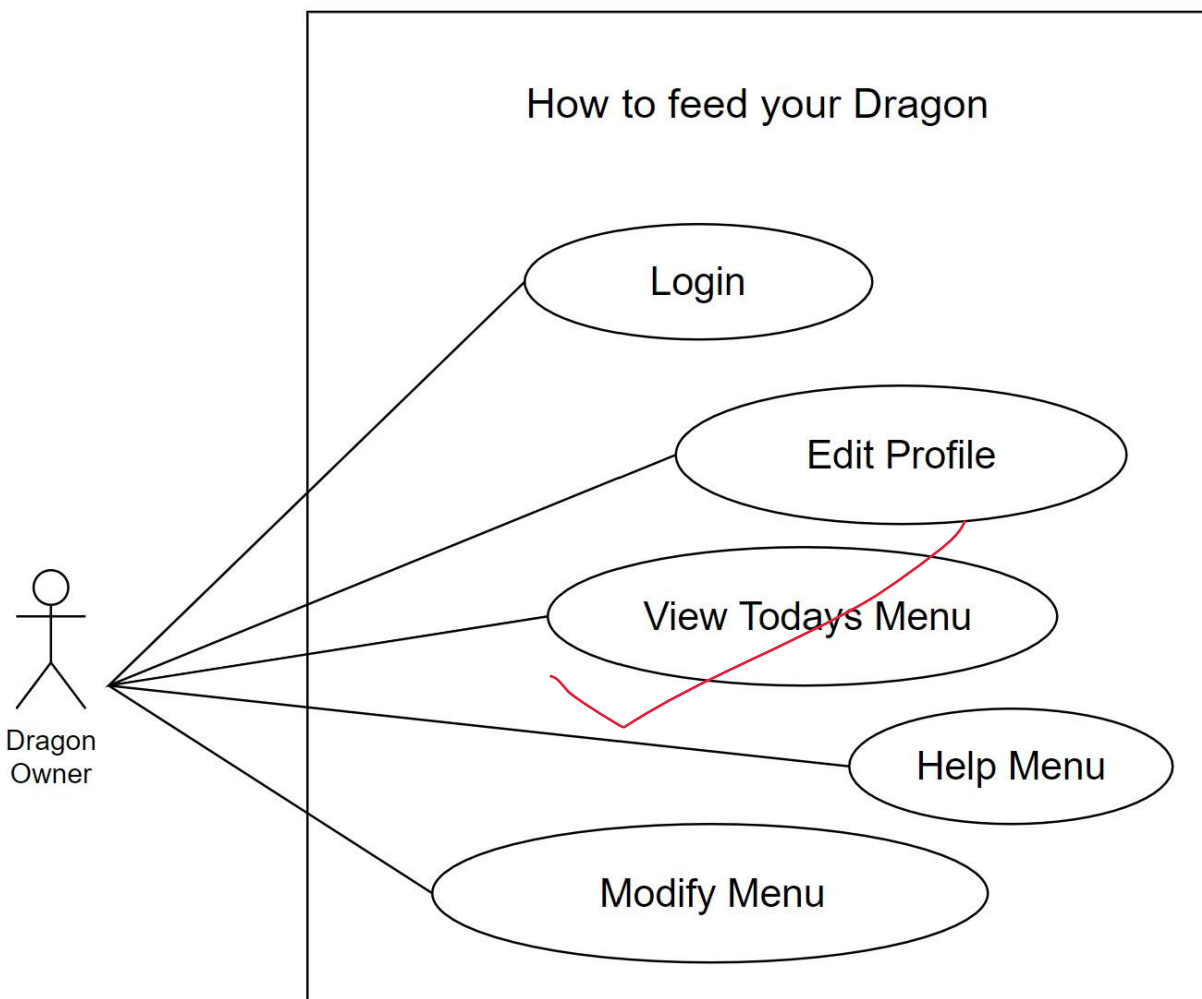 How to feed your Dragon
Login
Edit Profile
View Todays Menu
Help Menu
Modify Menu
Dragon
Owner